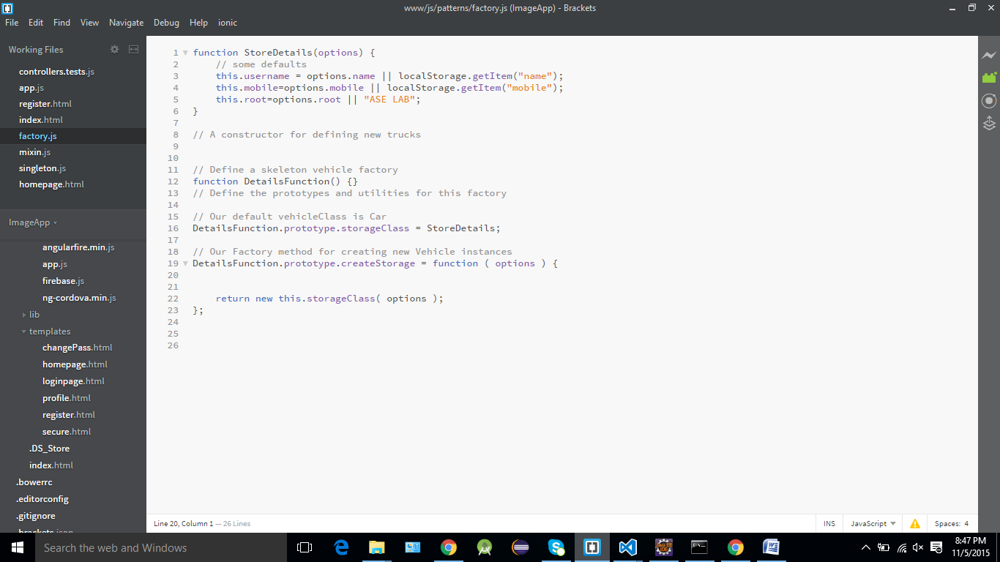 www/js/patterns/factory.js (ImageApp) - Brackets
File Edit Find View Navigate Debug Help ionic
Working Files
controllers.tests.js
app.js
register.html
index.html
factory.js
mixin.js
singleton.js
homepage.html
ImageApp
angularfire.min.js
app.js
firebase.js
ng-cordova.min.js
lib
templates
changePass.html
homepage.html
loginpage.html
profile.html
register.html
secure.html
.DS_Store
index.html
.bowerrc
.editorconfig
.gitignore
brackets.json
1 function StoreDetails(options) {
2 // some defaults
3 this.username = options.name || localStorage.getItem("name");
4 this.mobile=options.mobile || localStorage.getItem("mobile");
5 this.root=options.root || "ASE LAB";
6 }
7
8 // A constructor for defining new trucks
9
10
11 // Define a skeleton vehicle factory
12 function DetailsFunction() {}
13 // Define the prototypes and utilities for this factory
14
15 // Our default vehicleClass is Car
16 DetailsFunction.prototype.storageClass = StoreDetails;
17
18 // Our Factory method for creating new Vehicle instances
19 DetailsFunction.prototype.createStorage = function ( options ) {
20
21
22 return new this.storageClass( options );
23 };
24
25
26
Line 20, Column 1 — 26 Lines
INS JavaScript Spaces: 4
Search the web and Windows
8:47 PM
11/5/2015